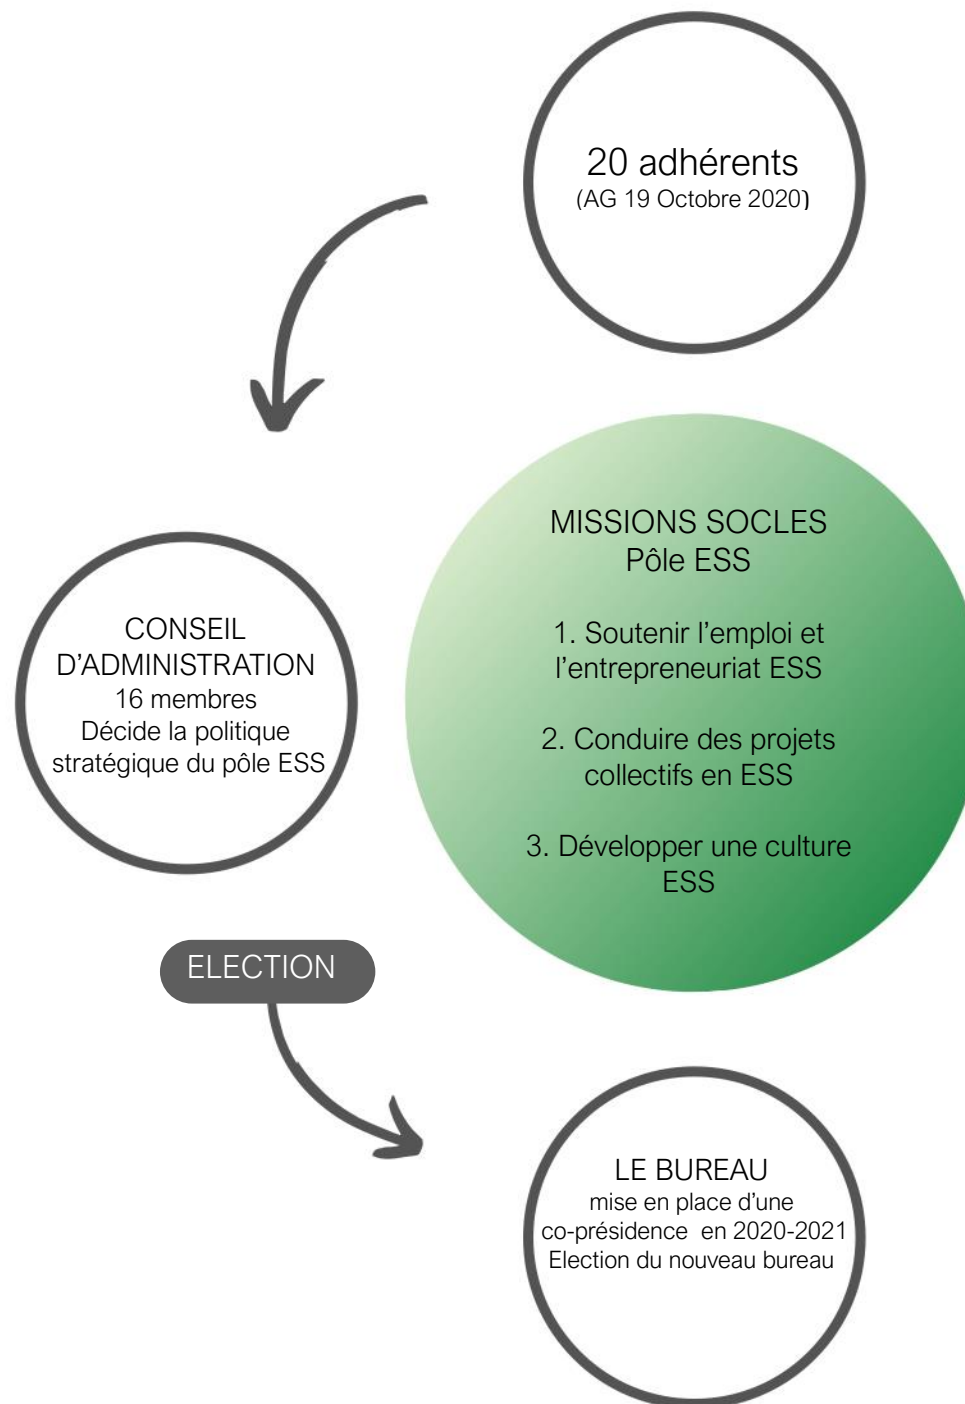 20 adhérents
(AG 19 Octobre 2020)
MISSIONS SOCLES
Pôle ESS
1. Soutenir l'emploi et
l'entrepreneuriat ESS
2. Conduire des projets
collectifs en ESS
3. Développer une culture
ESS
CONSEIL
D'ADMINISTRATION
16 membres
Décide la politique
stratégique du pôle ESS
ELECTION
LE BUREAU
mise en place d'une
co-présidence en 2020-2021
Election du nouveau bureau